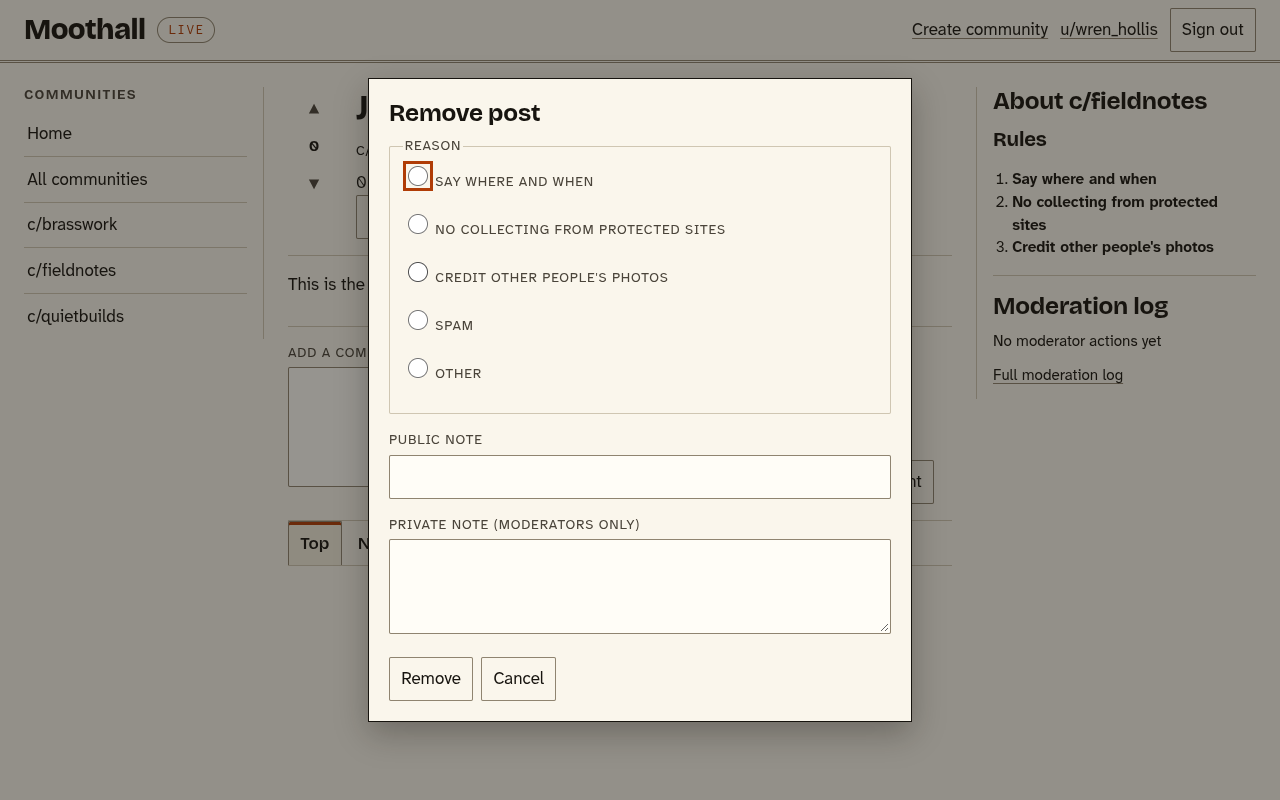 Moothall
LIVE
Create community
u/wren_hollis
Sign out
COMMUNITIES
Home
All communities
c/brasswork
c/fieldnotes
c/quietbuilds
▲
0
▼
This is the
ADD A COM
Top
Remove post
REASON
SAY WHERE AND WHEN
NO COLLECTING FROM PROTECTED SITES
CREDIT OTHER PEOPLE'S PHOTOS
SPAM
OTHER
PUBLIC NOTE
PRIVATE NOTE (MODERATORS ONLY)
Remove
Cancel
About c/fieldnotes
Rules
1. Say where and when
2. No collecting from protected
sites
3. Credit other people's photos
Moderation log
No moderator actions yet
Full moderation log